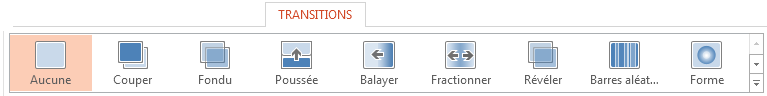 TRANSITIONS
Aucune Couper Fondu Poussée Balayer Fractionner Révéler Barres aléat... Forme